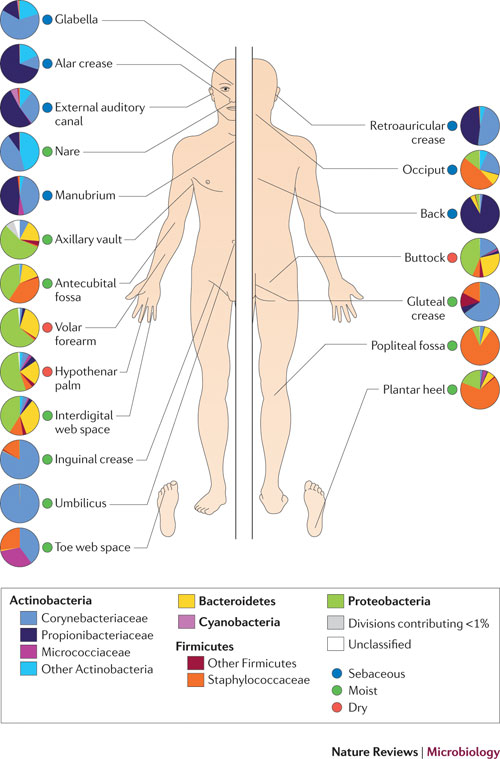 Glabella
Alar crease
External auditory
canal
Nare
Manubrium
Axillary vault
Antecubital
fossa
Volar
forearm
Hypothenar
palm
Interdigital
web space
Inguinal crease
Umbilicus
Toe web space
Retroauricular
crease
Occiput
Back
Buttock
Gluteal
crease
Popliteal fossa
Plantar heel
Actinobacteria
Corynebacteriaceae
Propionibacteriaceae
Micrococciaceae
Other Actinobacteria
Bacteroidetes
Cyanobacteria
Firmicutes
Other Firmicutes
Staphylococcaceae
Proteobacteria
Divisions contributing <1%
Unclassified
Sebaceous
Moist
Dry
Nature Reviews | Microbiology